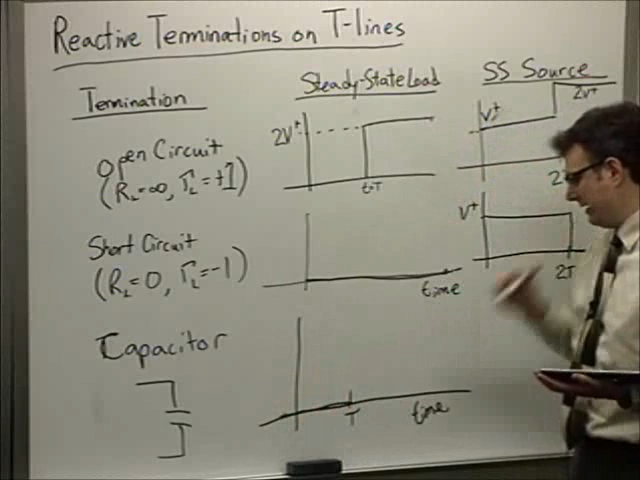 Reactive Terminations on T-lines
Termination
Steady-State Load
SS Source
Open Circuit
(RL=∞, ΓL=+1)
2V+
t=T
V+
2V+
2
Short Circuit
(RL=0, ΓL=-1)
time
V+
2T
Capacitor
T
time